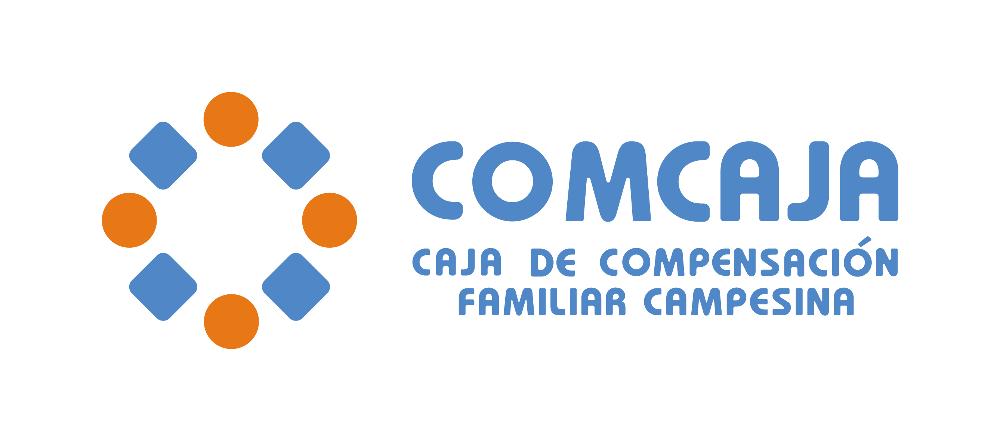 COMCAJA
CAJA DE COMPENSACIÓN
FAMILIAR CAMPESINA